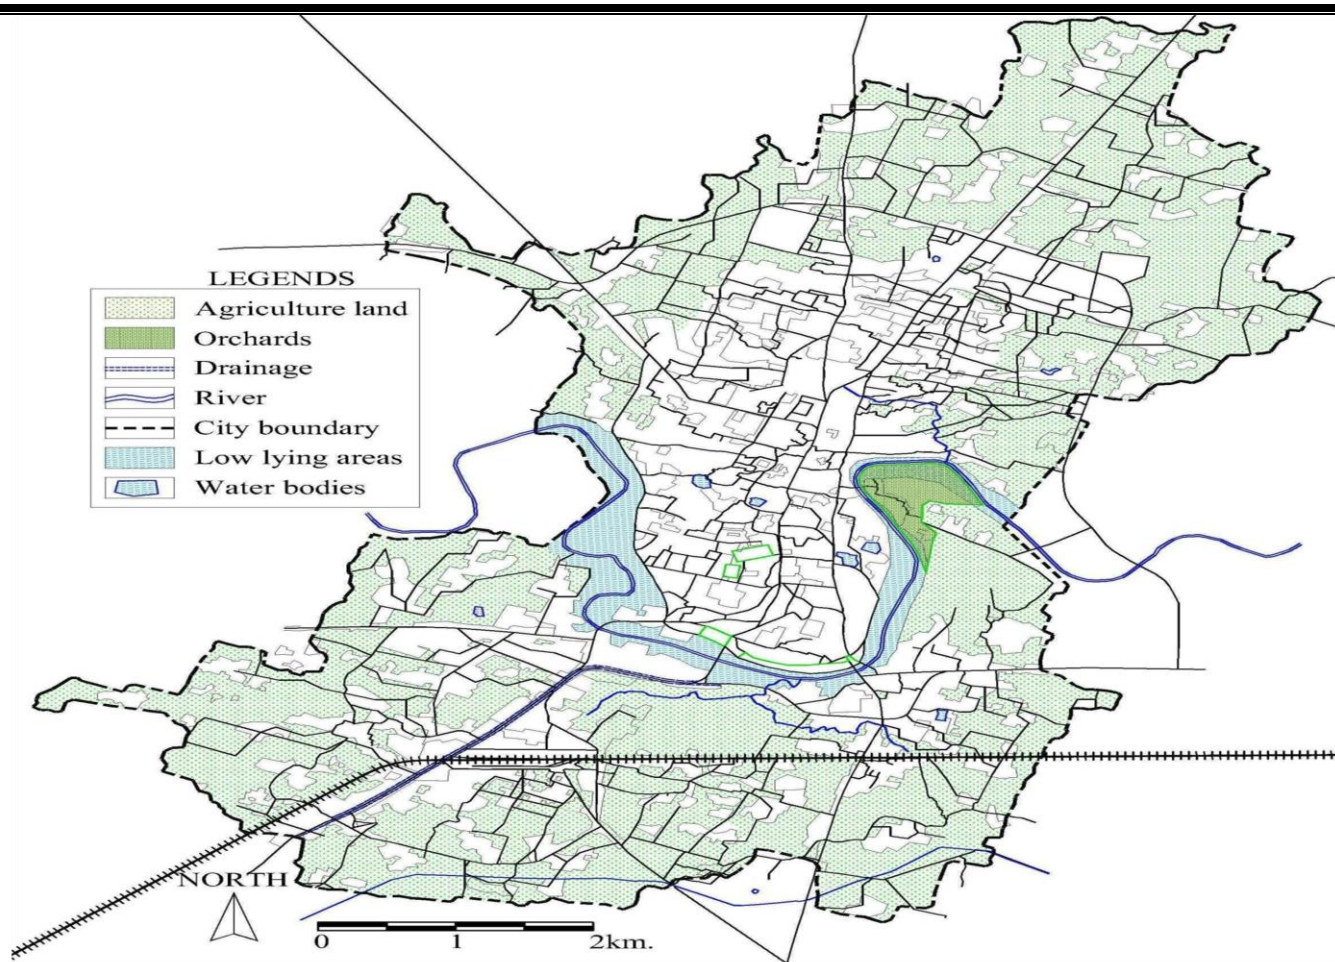 LEGENDS
Agriculture land
Orchards
Drainage
River
City boundary
Low lying areas
Water bodies
NORTH
0 1 2km.